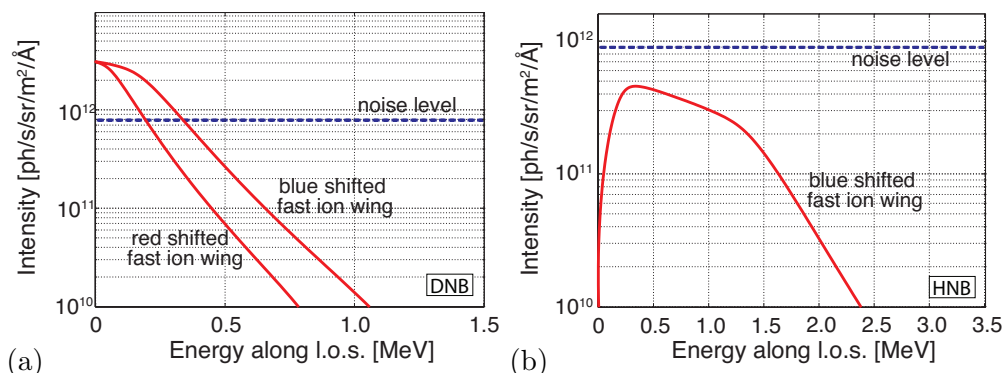 Intensity [ph/s/sr/m²/Å]
10¹²
10¹¹
10¹⁰
noise level
blue shifted
fast ion wing
red shifted
fast ion wing
DNB
0 0.5 1.0 1.5
Energy along l.o.s. [MeV]
(a)
Intensity [ph/s/sr/m²/Å]
10¹²
10¹¹
10¹⁰
noise level
blue shifted
fast ion wing
HNB
0 0.5 1.0 1.5 2.0 2.5 3.0 3.5
Energy along l.o.s. [MeV]
(b)